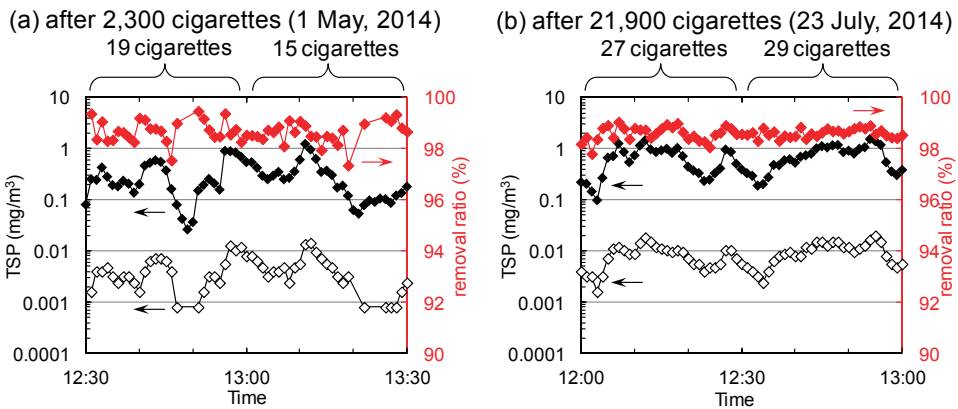 (a) after 2,300 cigarettes (1 May, 2014)
19 cigarettes 15 cigarettes
10
1
0.1
0.01
0.001
0.0001
TSP (mg/m³)
100
98
96
94
92
90
removal ratio (%)
12:30 13:00 13:30
Time
(b) after 21,900 cigarettes (23 July, 2014)
27 cigarettes 29 cigarettes
10
1
0.1
0.01
0.001
0.0001
TSP (mg/m³)
100
98
96
94
92
90
removal ratio (%)
12:00 12:30 13:00
Time